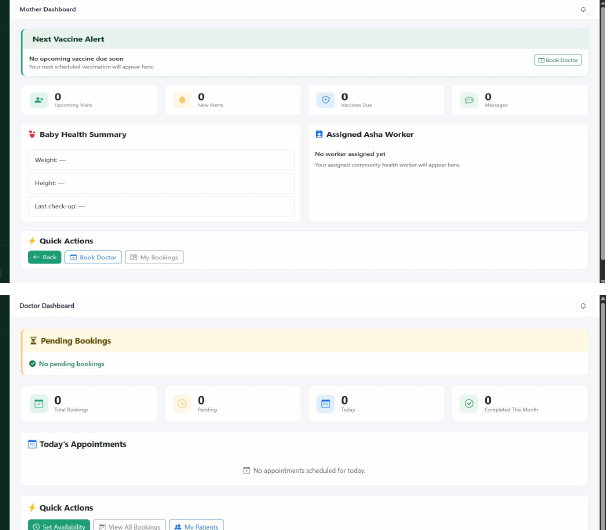 Mother Dashboard
Next Vaccine Alert
No upcoming vaccine due soon
Your next scheduled vaccination will appear here.
Book Doctor
0
Upcoming Visits
0
New Alerts
0
Vaccines Due
0
Messages
Baby Health Summary
Weight: —
Height: —
Last check-up: —
Assigned Asha Worker
No worker assigned yet
Your assigned community health worker will appear here.
Quick Actions
← Back
Book Doctor
My Bookings
Doctor Dashboard
Pending Bookings
No pending bookings
0
Total Bookings
0
Pending
0
Today
0
Completed This Month
Today's Appointments
No appointments scheduled for today.
Quick Actions
Set Availability
View All Bookings
My Patients